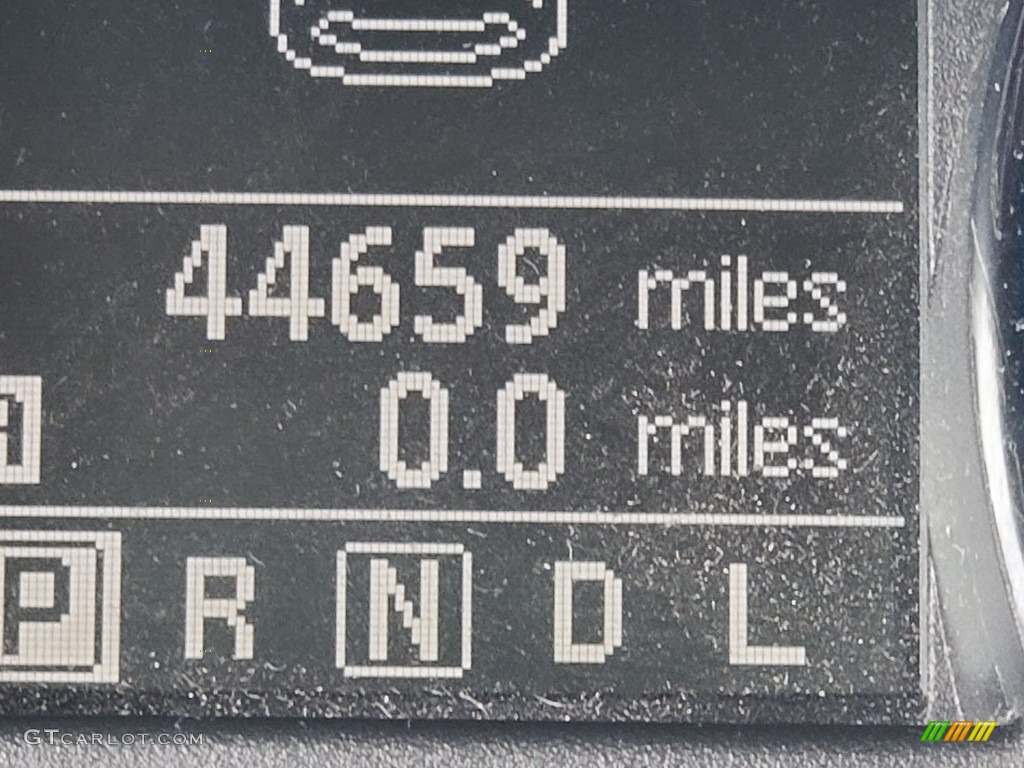 44659 miles
A 0.0 miles
P R N D L
GTCARLOT.COM